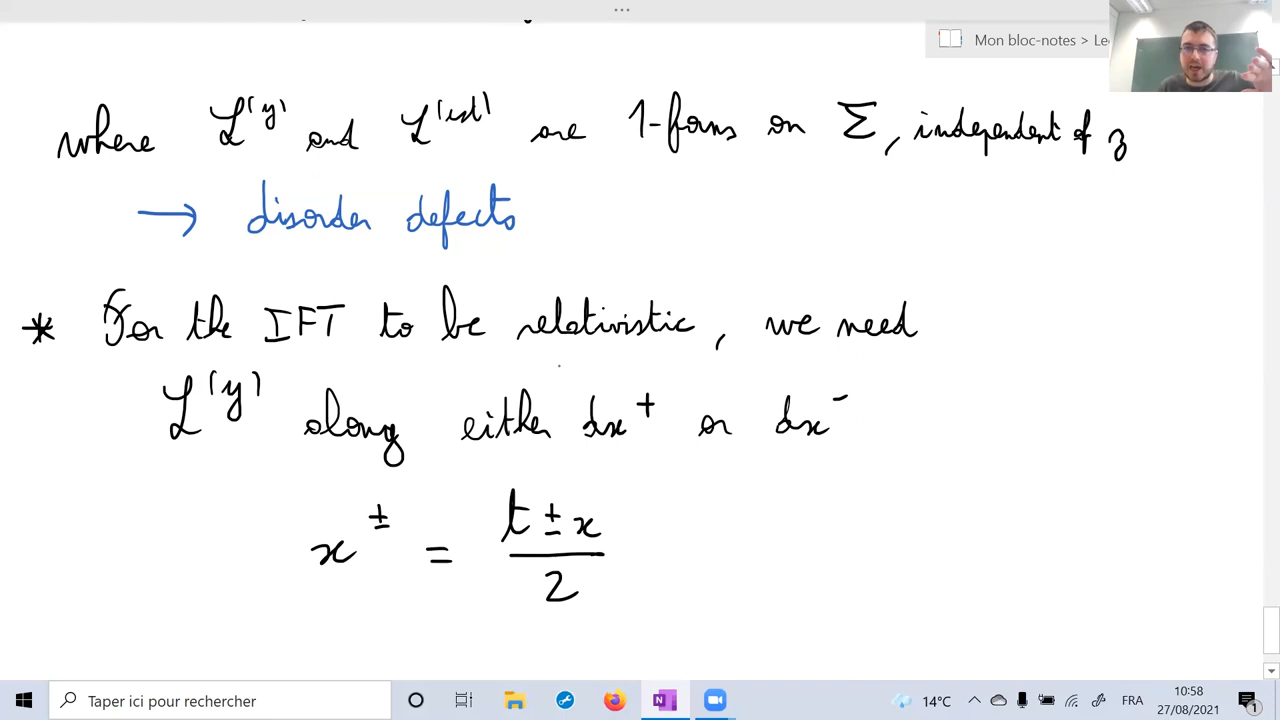 Mon bloc-notes > Le
where ℒ^(y) and ℒ^(cst) are 1-forms on Σ, independent of z
→ disorder defects
* For the IFT to be relativistic, we need
ℒ^(y) along either dx⁺ or dx⁻
x^± = (t ± x)/2
Taper ici pour rechercher
14°C
FRA
10:58
27/08/2021
1